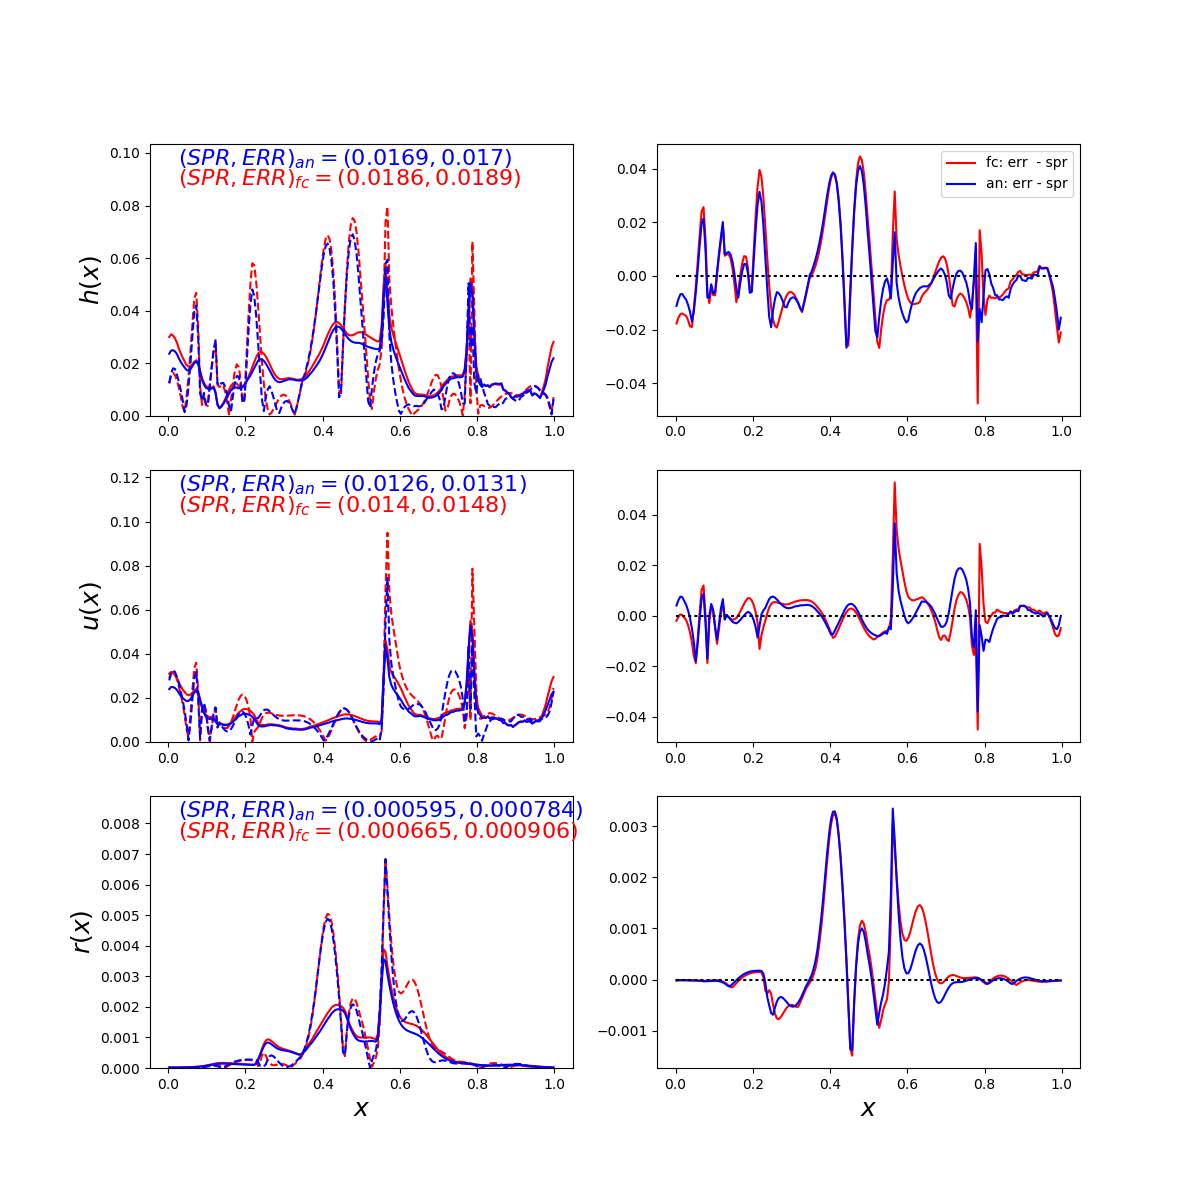 (SPR, ERR)an = (0.0169, 0.017)
(SPR, ERR)fc = (0.0186, 0.0189)
h(x)
0.10
0.08
0.06
0.04
0.02
0.00
0.0 0.2 0.4 0.6 0.8 1.0
fc: err - spr
an: err - spr
0.04
0.02
0.00
−0.02
−0.04
0.0 0.2 0.4 0.6 0.8 1.0
(SPR, ERR)an = (0.0126, 0.0131)
(SPR, ERR)fc = (0.014, 0.0148)
u(x)
0.12
0.10
0.08
0.06
0.04
0.02
0.00
0.0 0.2 0.4 0.6 0.8 1.0
0.04
0.02
0.00
−0.02
−0.04
0.0 0.2 0.4 0.6 0.8 1.0
(SPR, ERR)an = (0.000595, 0.000784)
(SPR, ERR)fc = (0.000665, 0.000906)
r(x)
0.008
0.007
0.006
0.005
0.004
0.003
0.002
0.001
0.000
0.0 0.2 0.4 0.6 0.8 1.0
x
0.003
0.002
0.001
0.000
−0.001
0.0 0.2 0.4 0.6 0.8 1.0
x